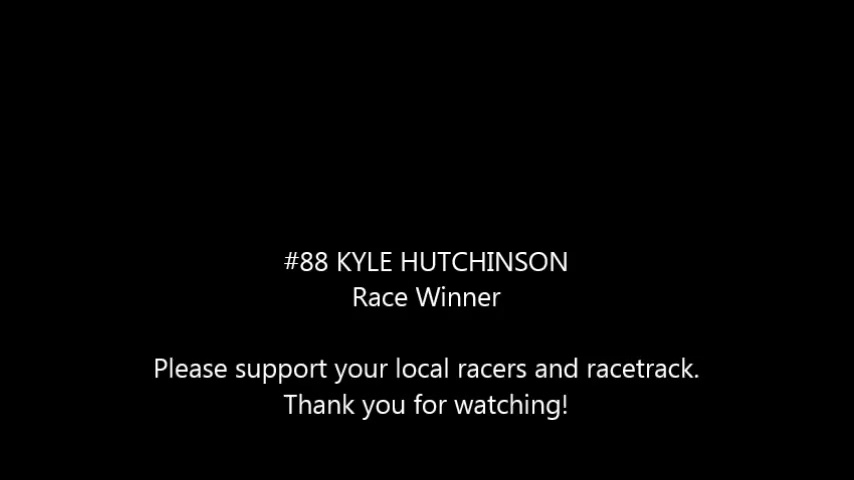 #88 KYLE HUTCHINSON
Race Winner
Please support your local racers and racetrack.
Thank you for watching!